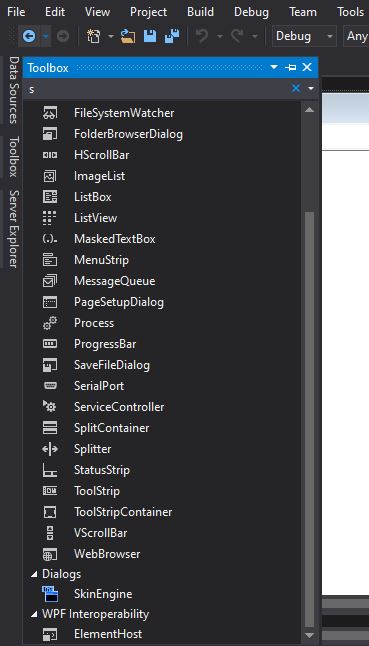 File Edit View Project Build Debug Team Tools
Debug Any
Data Sources
Toolbox
Server Explorer
Toolbox
s
FileSystemWatcher
FolderBrowserDialog
HScrollBar
ImageList
ListBox
ListView
MaskedTextBox
MenuStrip
MessageQueue
PageSetupDialog
Process
ProgressBar
SaveFileDialog
SerialPort
ServiceController
SplitContainer
Splitter
StatusStrip
ToolStrip
ToolStripContainer
VScrollBar
WebBrowser
Dialogs
SkinEngine
WPF Interoperability
ElementHost